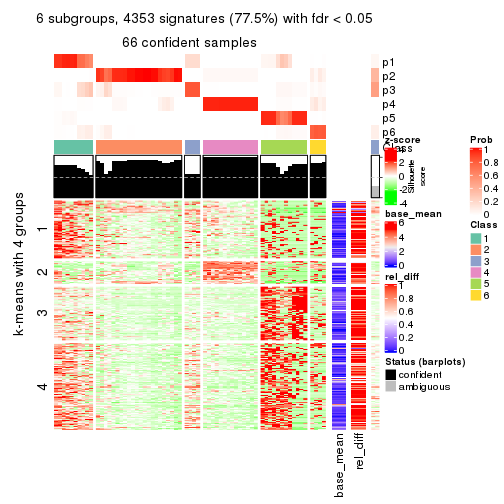 6 subgroups, 4353 signatures (77.5%) with fdr < 0.05
66 confident samples
p1
p2
p3
p4
p5
p6
Class
Silhouette
score
k-means with 4 groups
1
2
3
4
base_mean
rel_diff
z-score
4
2
0
-2
-4
base_mean
6
4
2
0
rel_diff
1
0.8
0.6
0.4
0.2
0
Status (barplots)
confident
ambiguous
Prob
1
0.8
0.6
0.4
0.2
0
Class
1
2
3
4
5
6